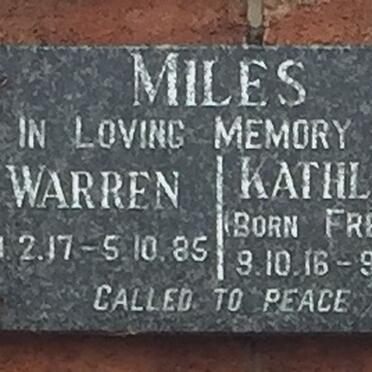 MILES
IN LOVING MEMORY
WARREN KATHL
(BORN FRE
2.17-5.10.85 9.10.16-9
CALLED TO PEACE